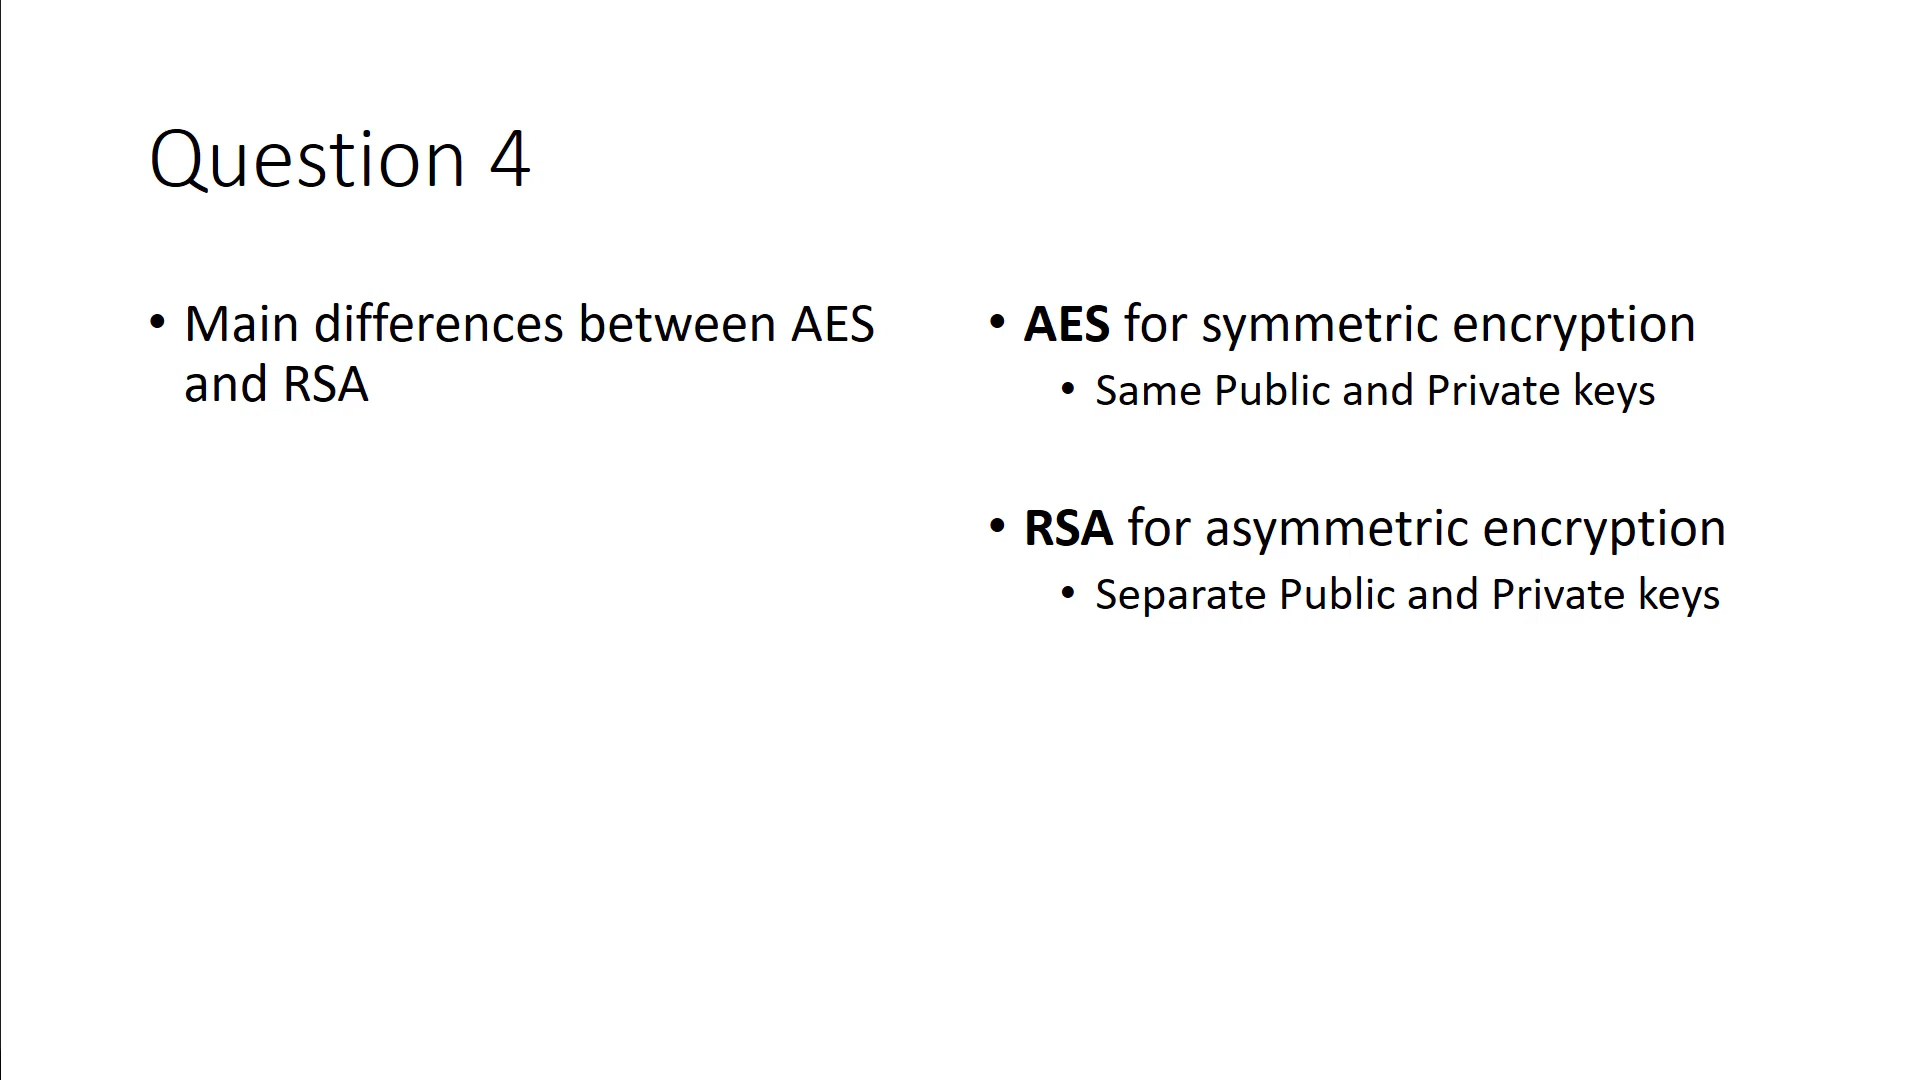 Question 4
• Main differences between AES
and RSA
• AES for symmetric encryption
• Same Public and Private keys
• RSA for asymmetric encryption
• Separate Public and Private keys